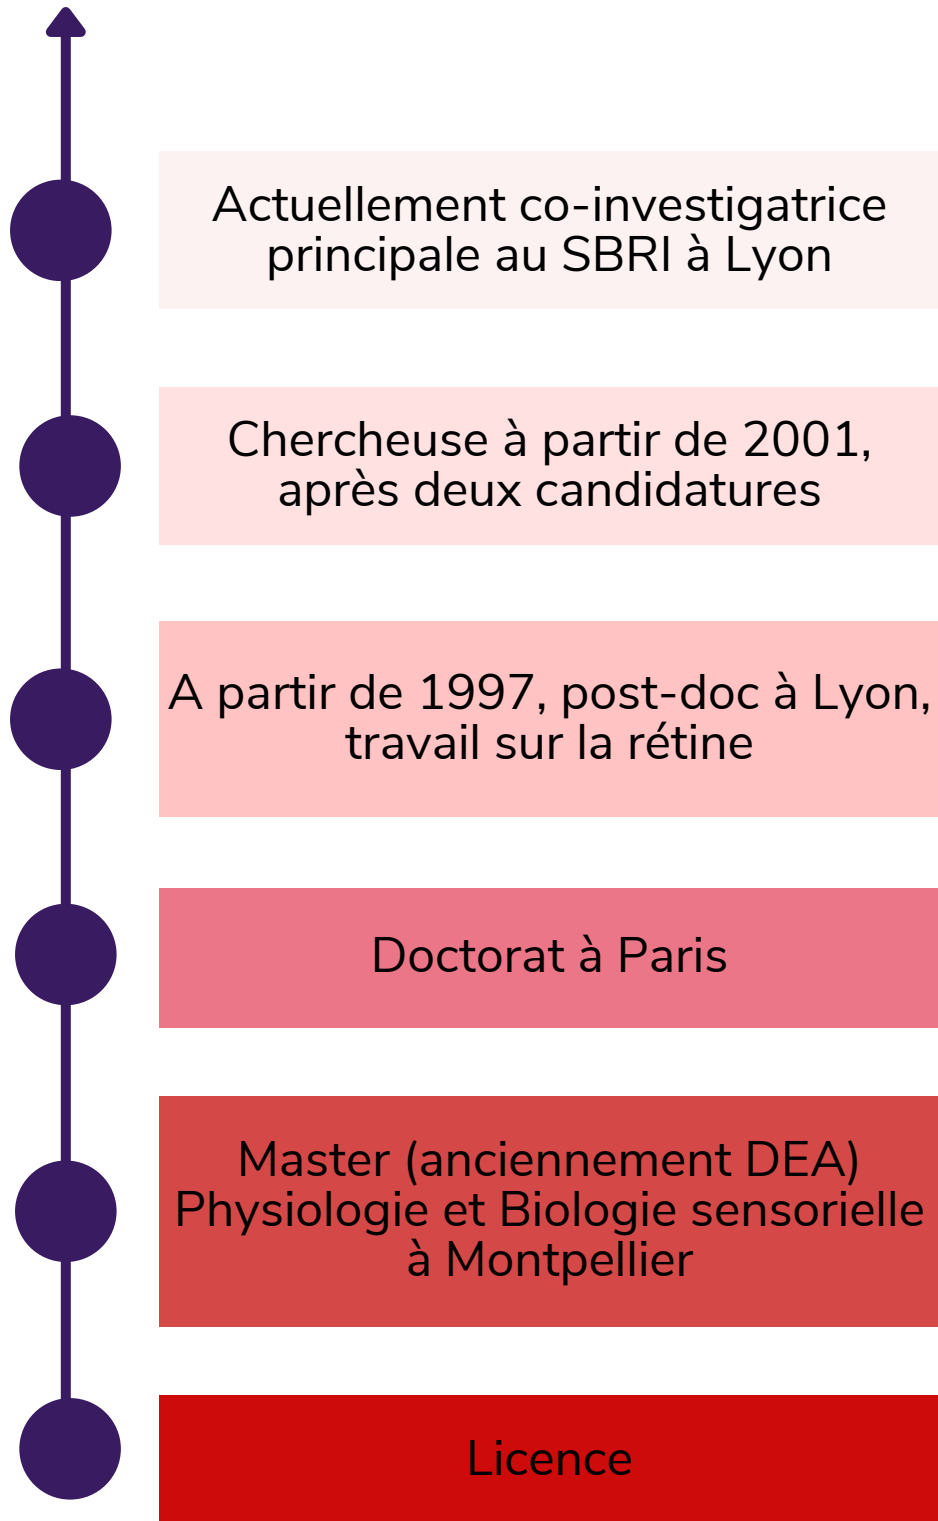 Actuellement co-investigatrice
principale au SBRI à Lyon
Chercheuse à partir de 2001,
après deux candidatures
A partir de 1997, post-doc à Lyon,
travail sur la rétine
Doctorat à Paris
Master (anciennement DEA)
Physiologie et Biologie sensorielle
à Montpellier
Licence